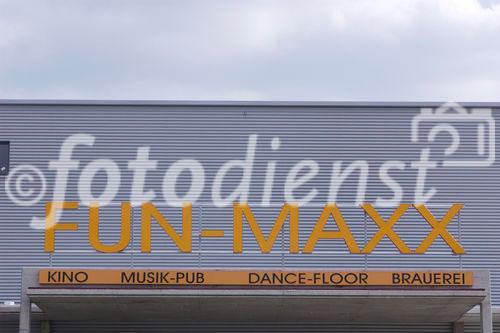 © fotodienst
FUN-MAXX
KINO MUSIK-PUB DANCE-FLOOR BRAUEREI